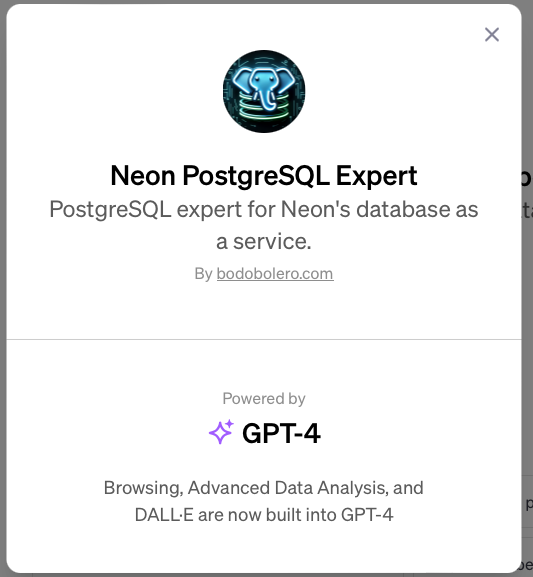 Neon PostgreSQL Expert
PostgreSQL expert for Neon's database as
a service.
By bodobolero.com
Powered by
GPT-4
Browsing, Advanced Data Analysis, and
DALL·E are now built into GPT-4